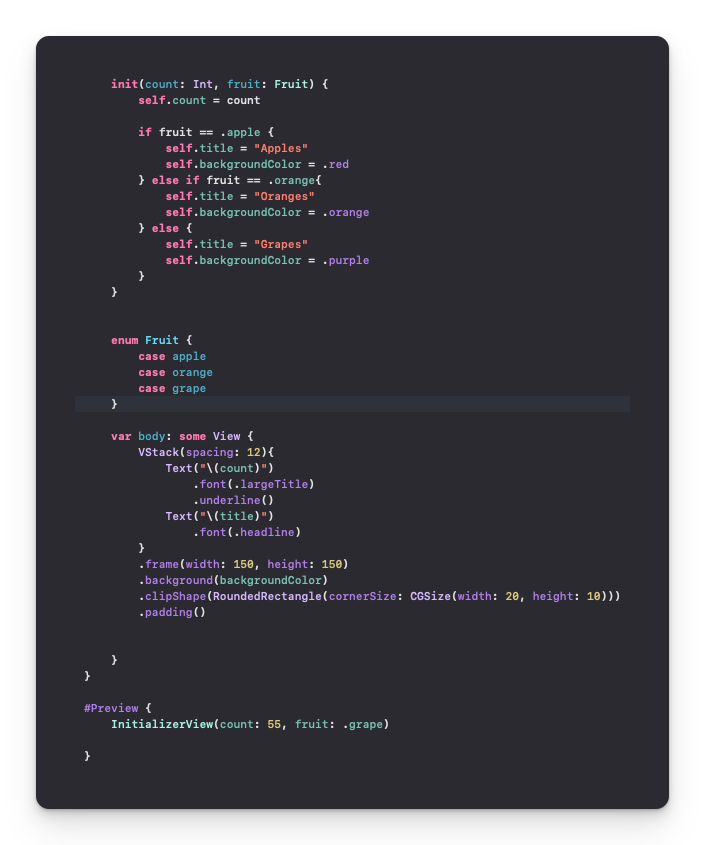 init(count: Int, fruit: Fruit) {
self.count = count
if fruit == .apple {
self.title = "Apples"
self.backgroundColor = .red
} else if fruit == .orange{
self.title = "Oranges"
self.backgroundColor = .orange
} else {
self.title = "Grapes"
self.backgroundColor = .purple
}
}
enum Fruit {
case apple
case orange
case grape
}
var body: some View {
VStack(spacing: 12){
Text("\(count)")
.font(.largeTitle)
.underline()
Text("\(title)")
.font(.headline)
}
.frame(width: 150, height: 150)
.background(backgroundColor)
.clipShape(RoundedRectangle(cornerSize: CGSize(width: 20, height: 10)))
.padding()
}
}
#Preview {
InitializerView(count: 55, fruit: .grape)
}